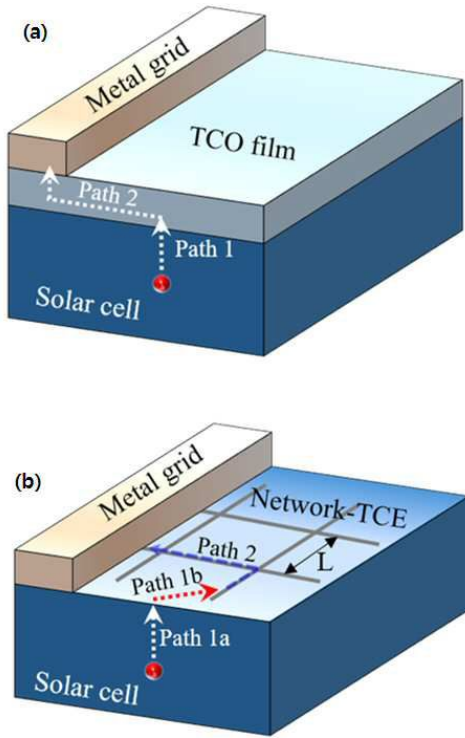 (a)
Metal grid
TCO film
Path 2
Path 1
Solar cell
(b)
Metal grid
Network-TCE
Path 2
L
Path 1b
Path 1a
Solar cell